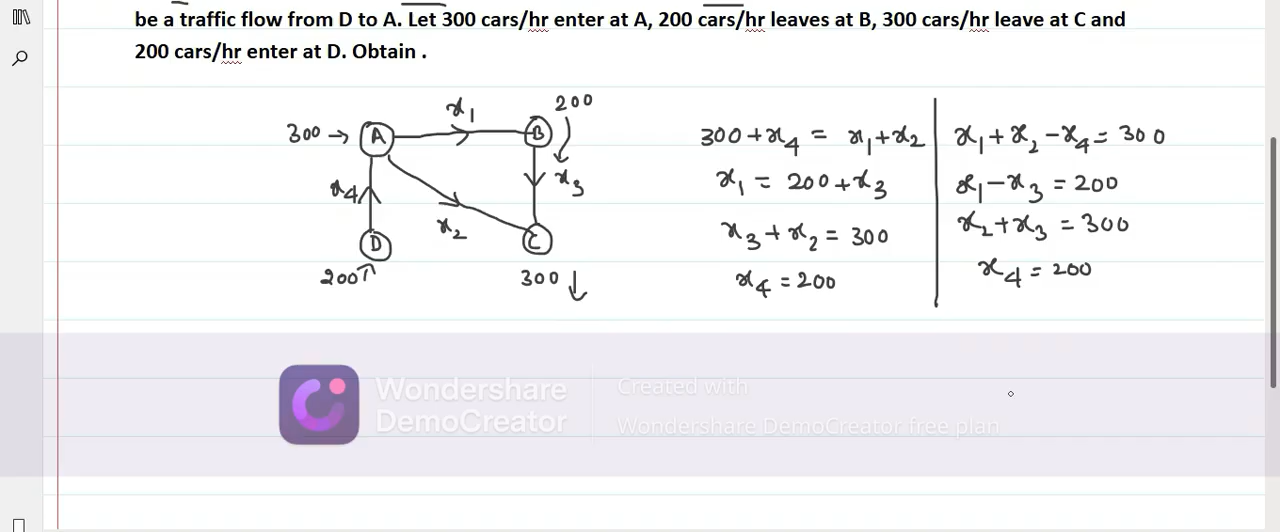 be a traffic flow from D to A. Let 300 cars/hr enter at A, 200 cars/hr leaves at B, 300 cars/hr leave at C and
200 cars/hr enter at D. Obtain .
200
x₁
300 → A B
300 + x₄ = x₁ + x₂
x₁ + x₂ - x₄ = 300
x₄ x₃
x₁ = 200 + x₃
x₁ - x₃ = 200
x₂
D C
x₃ + x₂ = 300
x₂ + x₃ = 300
200 ↑ 300 ↓
x₄ = 200
x₄ = 200
Wondershare
DemoCreator
Created with
Wondershare DemoCreator free plan